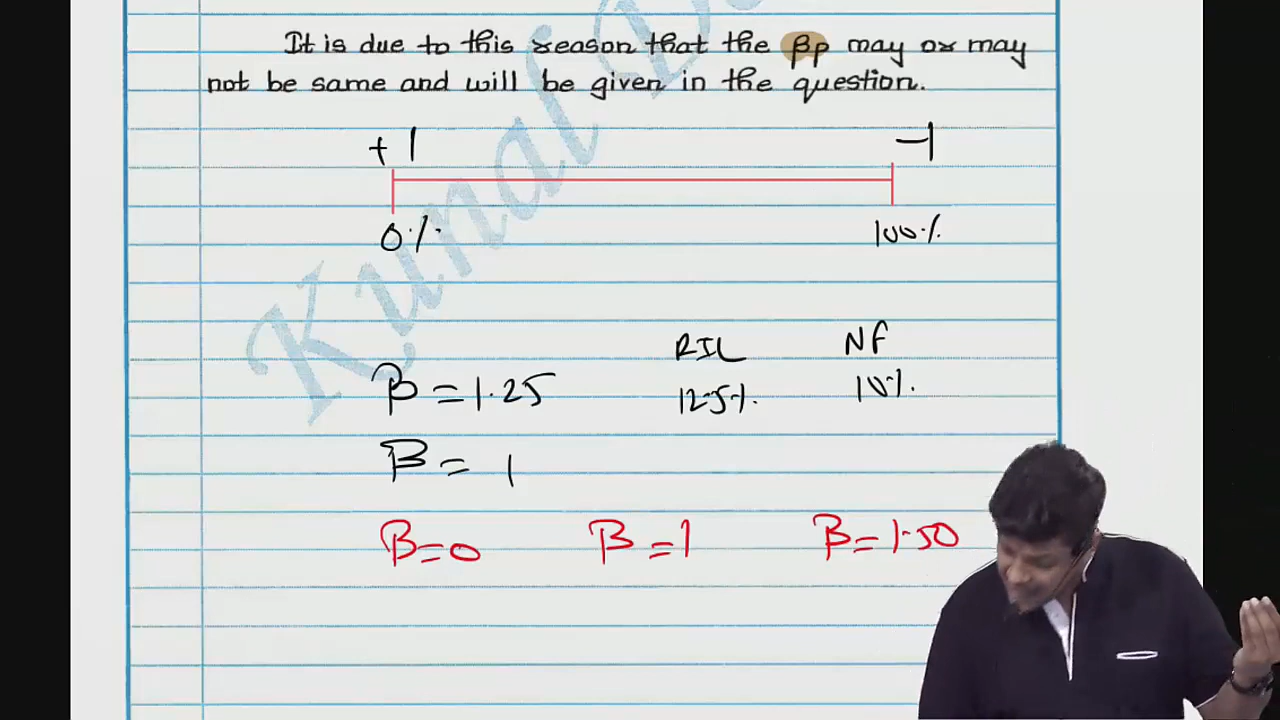 It is due to this reason that the βp may or may
not be same and will be given in the question.
+1 -1
0% 100%
RIL NF
β = 1.25 12.5% 10%
β = 1
β = 0 β = 1 β = 1.50